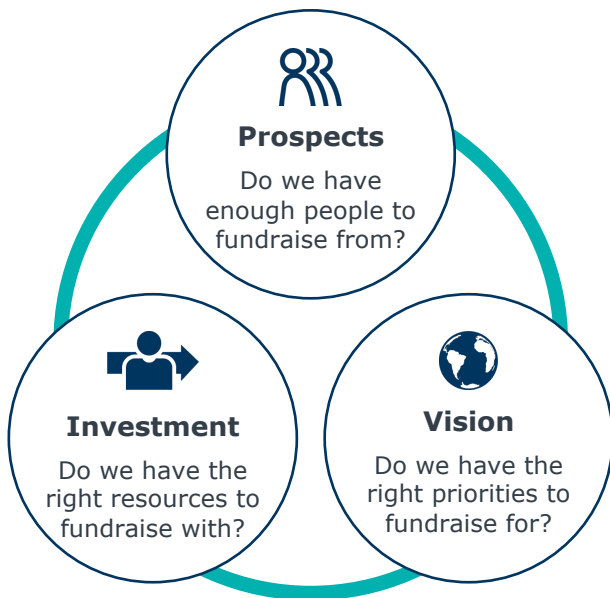 Prospects
Do we have
enough people to
fundraise from?
Investment
Do we have the
right resources to
fundraise with?
Vision
Do we have the
right priorities to
fundraise for?